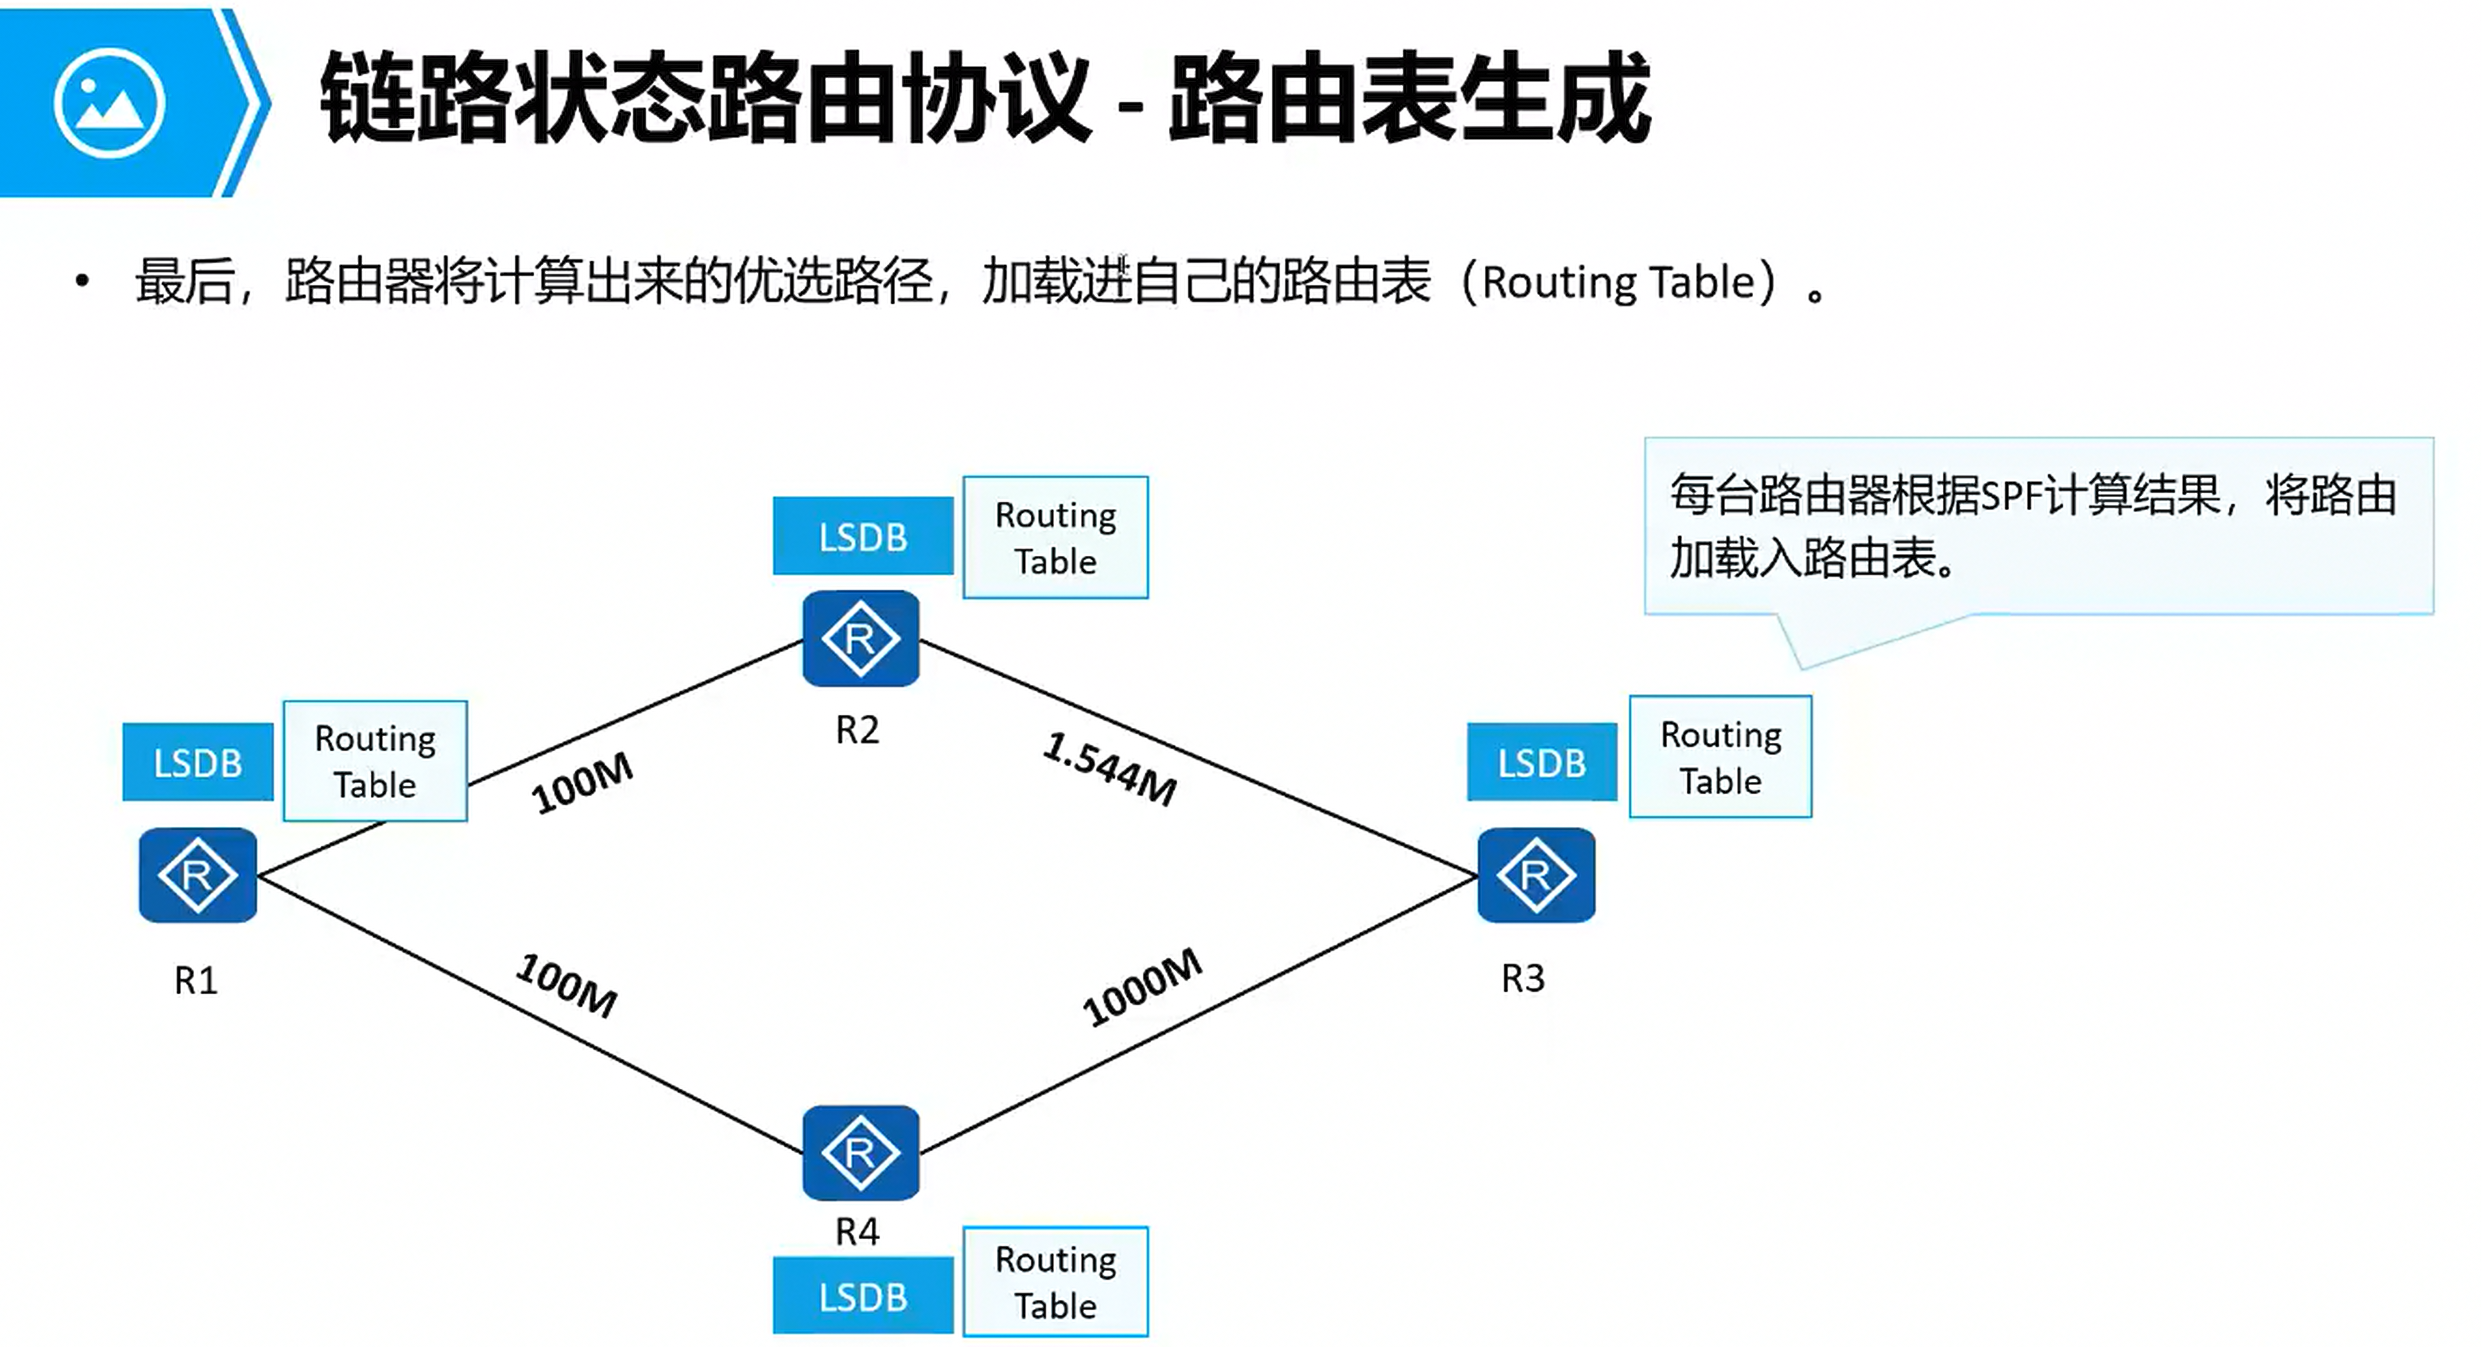 链路状态路由协议 - 路由表生成
• 最后，路由器将计算出来的优选路径，加载进自己的路由表（Routing Table）。
每台路由器根据SPF计算结果，将路由
加载入路由表。
LSDB
Routing
Table
R
R2
LSDB
Routing
Table
R
R1
100M
1.544M
LSDB
Routing
Table
R
R3
100M
1000M
R
R4
LSDB
Routing
Table